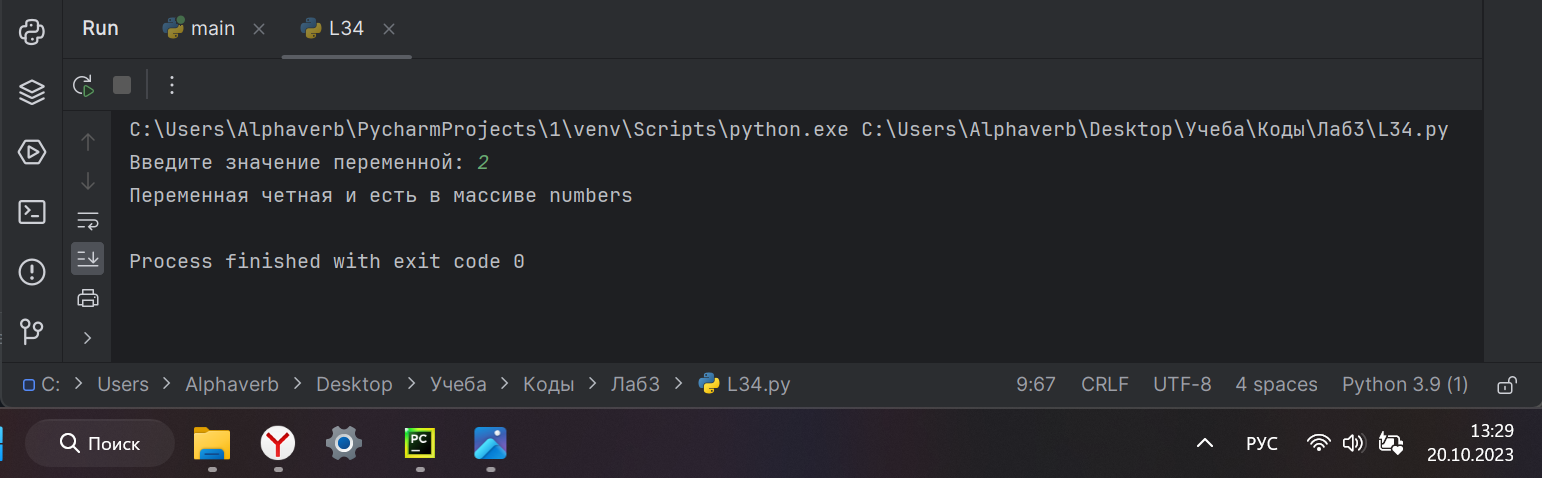 Run main L34
C:\Users\Alphaverb\PycharmProjects\1\venv\Scripts\python.exe C:\Users\Alphaverb\Desktop\Учеба\Коды\Лаб3\L34.py
Введите значение переменной: 2
Переменная четная и есть в массиве numbers
Process finished with exit code 0
C: > Users > Alphaverb > Desktop > Учеба > Коды > Лаб3 > L34.py 9:67 CRLF UTF-8 4 spaces Python 3.9 (1)
Поиск PC РУС 13:29
20.10.2023